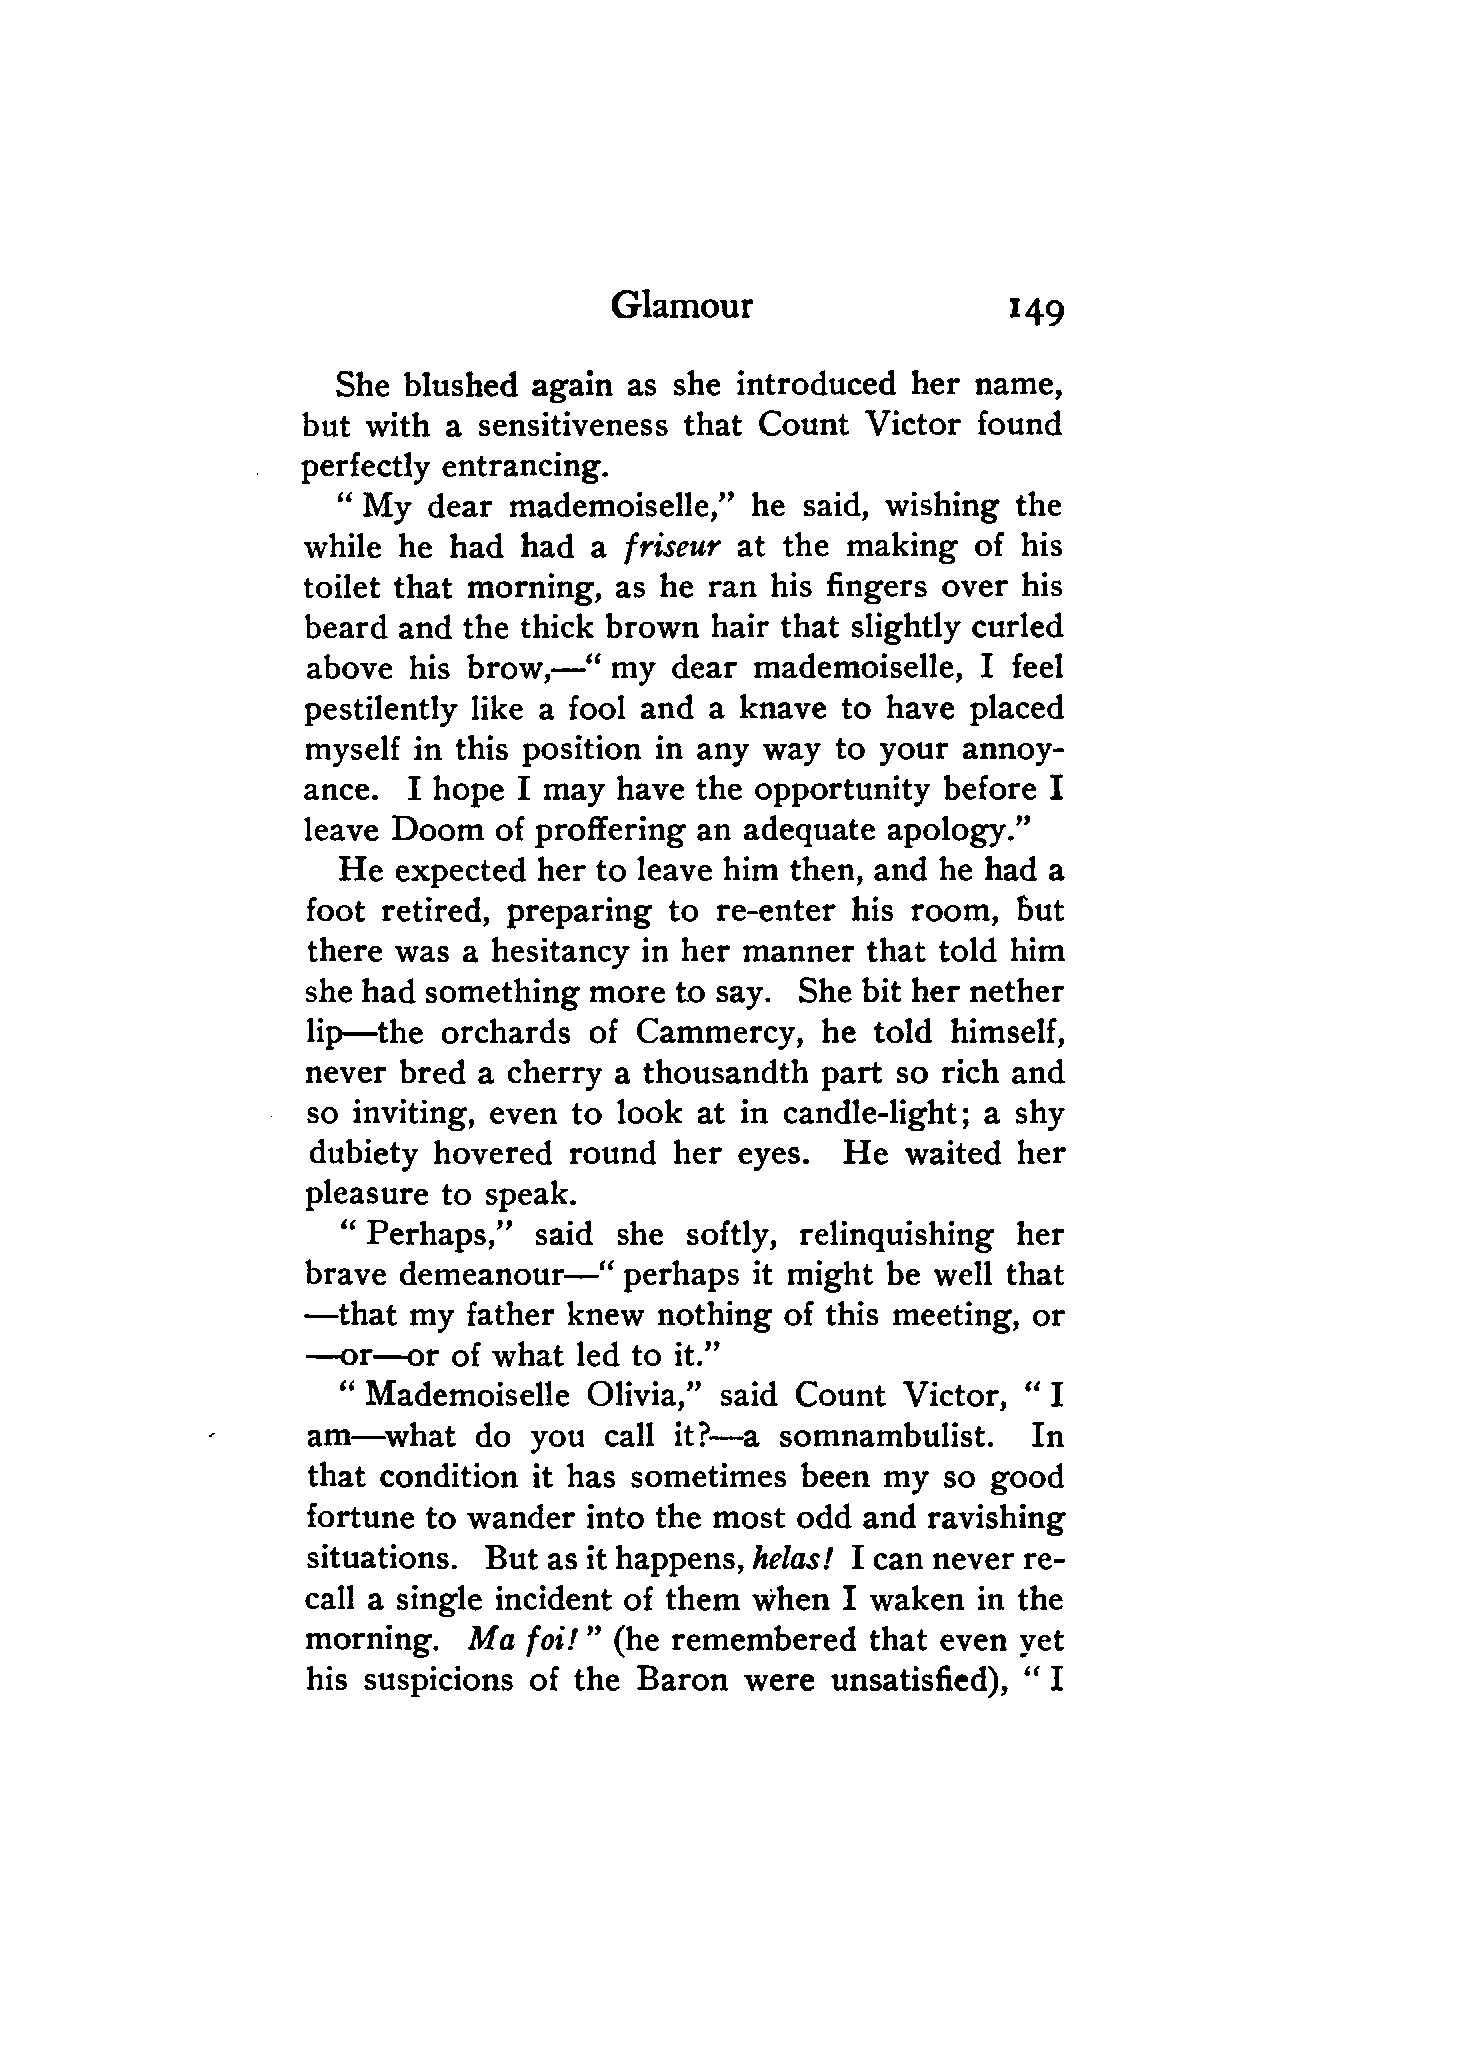 Glamour 149
She blushed again as she introduced her name,
but with a sensitiveness that Count Victor found
perfectly entrancing.
“ My dear mademoiselle,” he said, wishing the
while he had had a friseur at the making of his
toilet that morning, as he ran his fingers over his
beard and the thick brown hair that slightly curled
above his brow,—“ my dear mademoiselle, I feel
pestilently like a fool and a knave to have placed
myself in this position in any way to your annoy-
ance. I hope I may have the opportunity before I
leave Doom of proffering an adequate apology.”
He expected her to leave him then, and he had a
foot retired, preparing to re-enter his room, but
there was a hesitancy in her manner that told him
she had something more to say. She bit her nether
lip—the orchards of Cammercy, he told himself,
never bred a cherry a thousandth part so rich and
so inviting, even to look at in candle-light; a shy
dubiety hovered round her eyes. He waited her
pleasure to speak.
“ Perhaps,” said she softly, relinquishing her
brave demeanour—“ perhaps it might be well that
—that my father knew nothing of this meeting, or
—or—or of what led to it.”
“ Mademoiselle Olivia,” said Count Victor, “ I
am—what do you call it?—a somnambulist. In
that condition it has sometimes been my so good
fortune to wander into the most odd and ravishing
situations. But as it happens, helas! I can never re-
call a single incident of them when I waken in the
morning. Ma foi! ” (he remembered that even yet
his suspicions of the Baron were unsatisfied), “ I